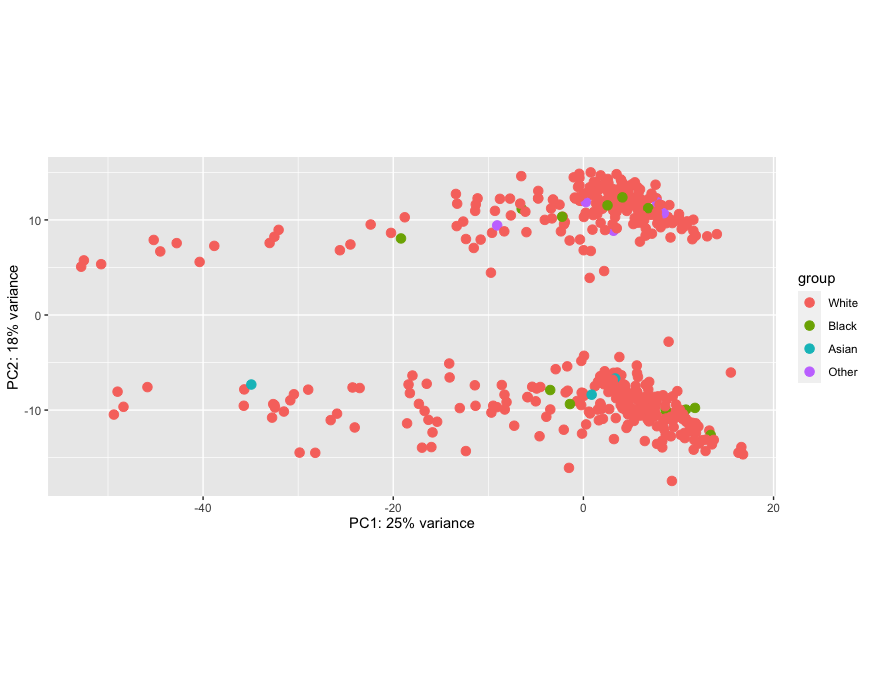 10
0
-10
-40
-20
0
20
PC1: 25% variance
PC2: 18% variance
group
White
Black
Asian
Other